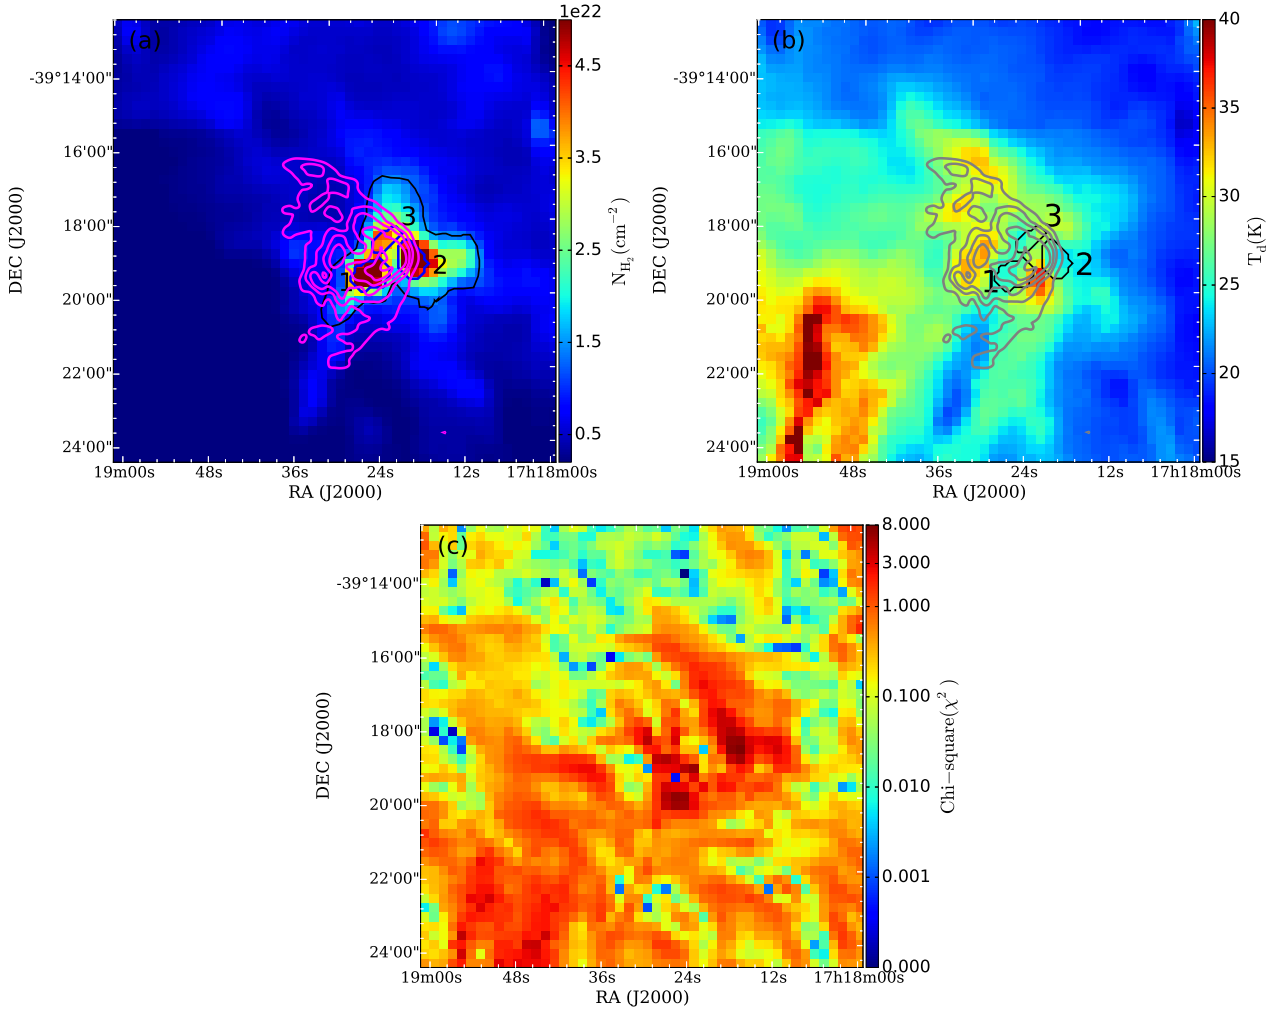 1e22
(a)
-39°14'00"
16'00"
18'00"
20'00"
22'00"
24'00"
DEC (J2000)
19m00s 48s 36s 24s 12s 17h18m00s
RA (J2000)
1
2
3
4.5
3.5
2.5
1.5
0.5
N_{H_2}(cm^{-2})
(b)
-39°14'00"
16'00"
18'00"
20'00"
22'00"
24'00"
DEC (J2000)
19m00s 48s 36s 24s 12s 17h18m00s
RA (J2000)
1
2
3
40
35
30
25
20
15
T_d(K)
(c)
-39°14'00"
16'00"
18'00"
20'00"
22'00"
24'00"
DEC (J2000)
19m00s 48s 36s 24s 12s 17h18m00s
RA (J2000)
8.000
3.000
1.000
0.100
0.010
0.001
0.000
Chi−square(χ²)